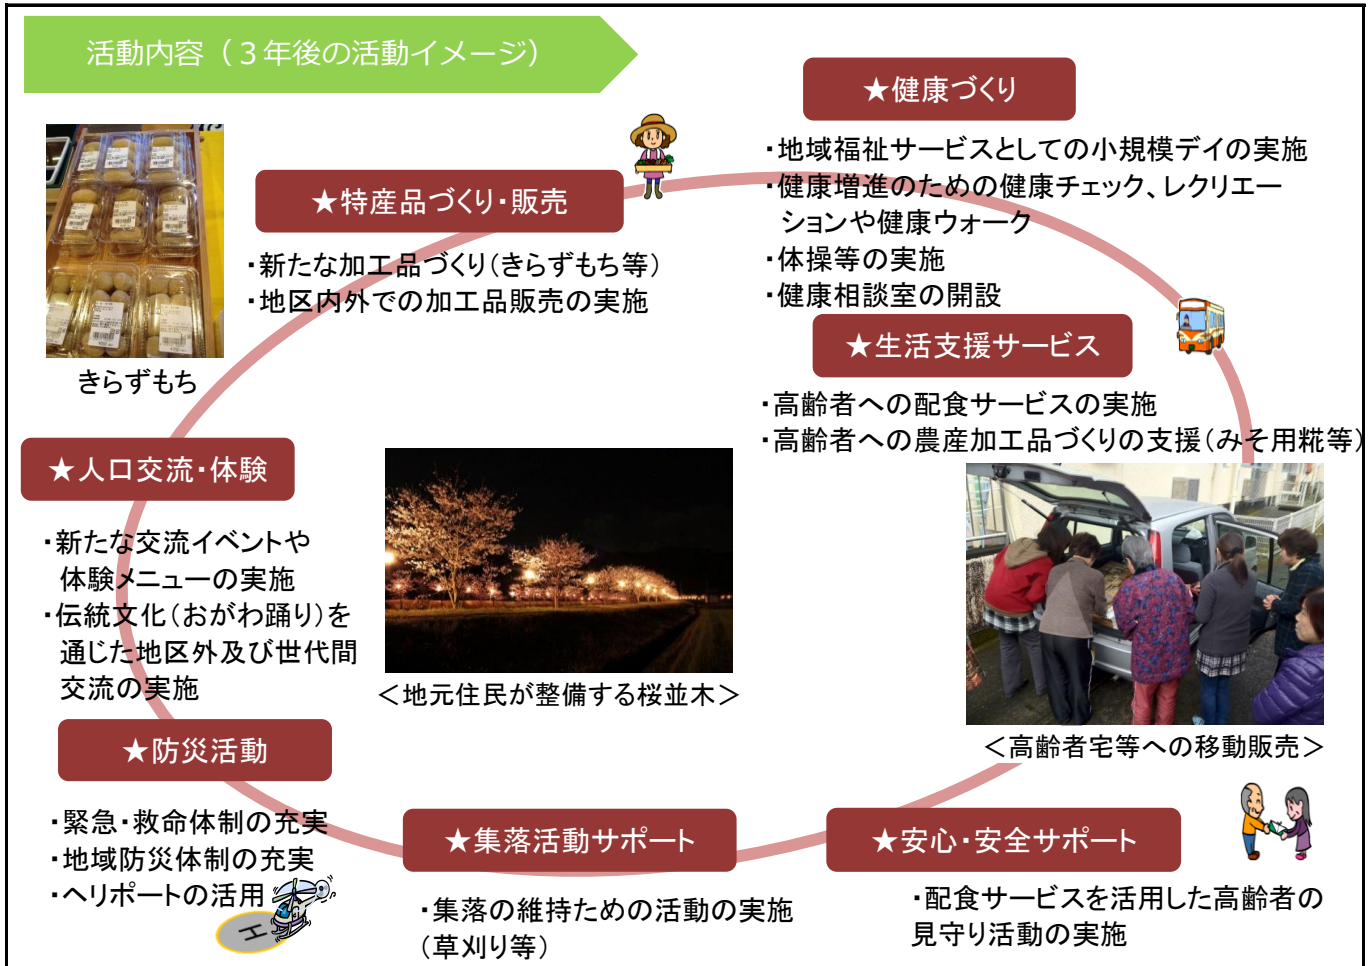 活動内容（３年後の活動イメージ）
★健康づくり
・地域福祉サービスとしての小規模デイの実施
・健康増進のための健康チェック、レクリエー
ションや健康ウォーク
・体操等の実施
・健康相談室の開設
★特産品づくり・販売
・新たな加工品づくり（きらずもち等）
・地区内外での加工品販売の実施
きらずもち
★生活支援サービス
・高齢者への配食サービスの実施
・高齢者への農産加工品づくりの支援（みそ用糀等）
★人口交流・体験
・新たな交流イベントや
体験メニューの実施
・伝統文化（おがわ踊り）を
通じた地区外及び世代間
交流の実施
＜地元住民が整備する桜並木＞
＜高齢者宅等への移動販売＞
★防災活動
・緊急・救命体制の充実
・地域防災体制の充実
・ヘリポートの活用
H
★集落活動サポート
・集落の維持ための活動の実施
（草刈り等）
★安心・安全サポート
・配食サービスを活用した高齢者の
見守り活動の実施